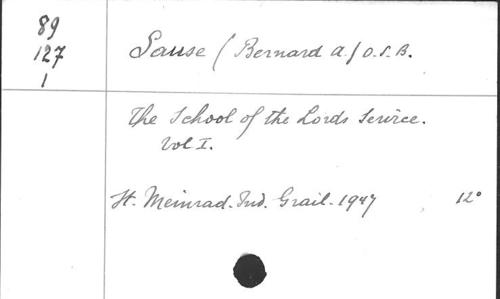 89
127
1
Sause (Bernard A.) O.S.B.
The School of the Lords Service.
Vol I.
St. Meinrad. Ind. Grail. 1947 12°